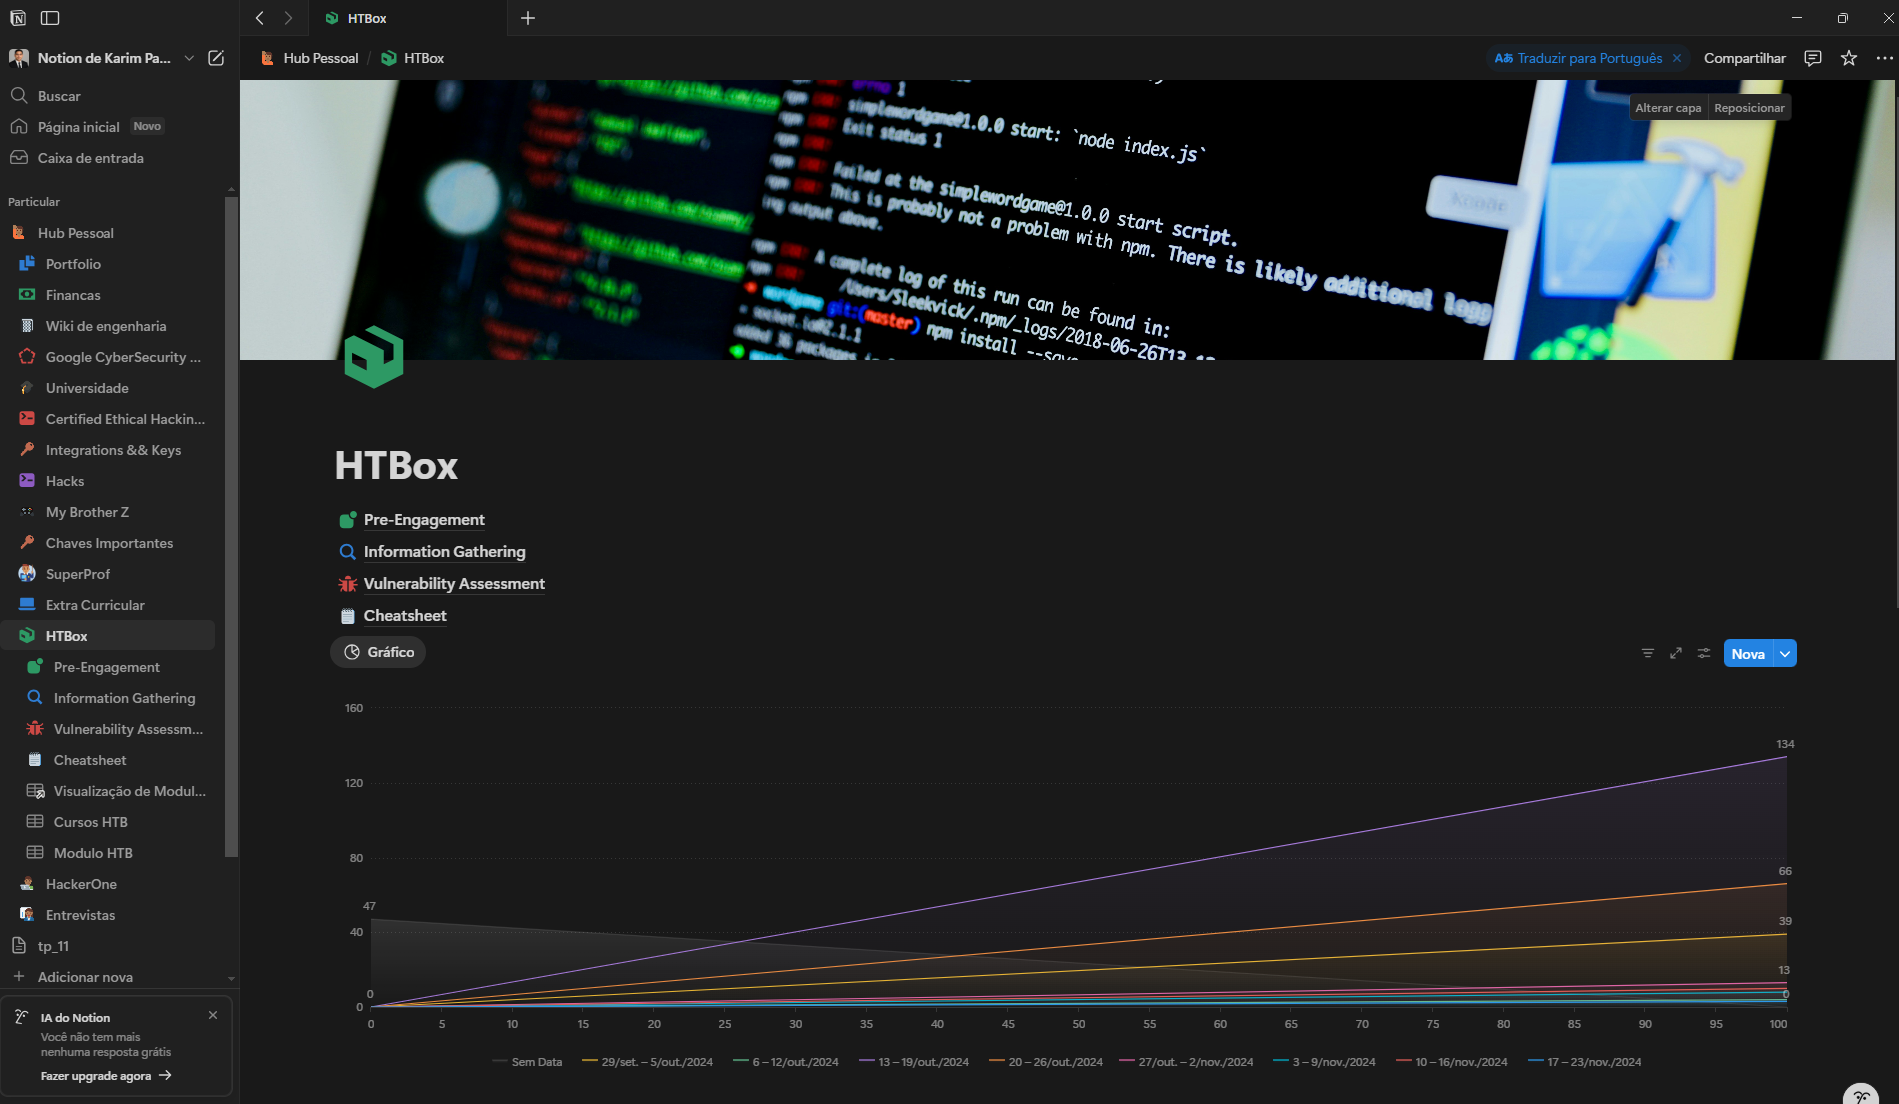 HTBox
Notion de Karim Pa...
Hub Pessoal / HTBox
Traduzir para Português
Compartilhar
Buscar
Página inicial Novo
Caixa de entrada
Particular
Hub Pessoal
Portfolio
Financas
Wiki de engenharia
Google CyberSecurity ...
Universidade
Certified Ethical Hackin...
Integrations && Keys
Hacks
My Brother Z
Chaves Importantes
SuperProf
Extra Curricular
HTBox
Pre-Engagement
Information Gathering
Vulnerability Assessm...
Cheatsheet
Visualização de Modul...
Cursos HTB
Modulo HTB
HackerOne
Entrevistas
tp_11
Adicionar nova
IA do Notion
Você não tem mais
nenhuma resposta grátis
Fazer upgrade agora
Alterar capa Reposicionar
simplewordgame@1.0.0 start: `node index.js`
Exit status 1
Failed at the simplewordgame@1.0.0 start script.
This is probably not a problem with npm. There is likely additional logg
ing output above.
A complete log of this run can be found in:
/Users/Sleekvick/.npm/_logs/2018-06-26T13
git:(master) npm install --save
HTBox
Pre-Engagement
Information Gathering
Vulnerability Assessment
Cheatsheet
Gráfico
Nova
160
120
80
40
0
47
0
134
66
39
13
0
0 5 10 15 20 25 30 35 40 45 50 55 60 65 70 75 80 85 90 95 100
Sem Data 29/set. – 5/out./2024 6 – 12/out./2024 13 – 19/out./2024 20 – 26/out./2024 27/out. – 2/nov./2024 3 – 9/nov./2024 10 – 16/nov./2024 17 – 23/nov./2024